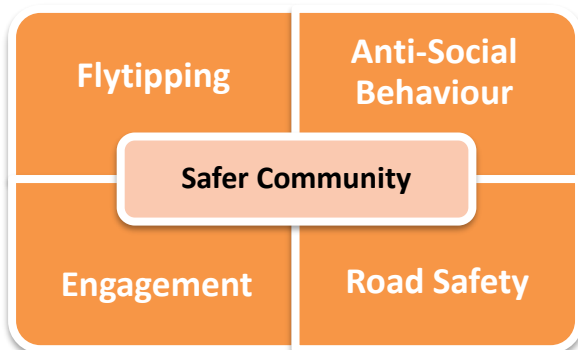 Flytipping
Anti-Social
Behaviour
Safer Community
Engagement
Road Safety